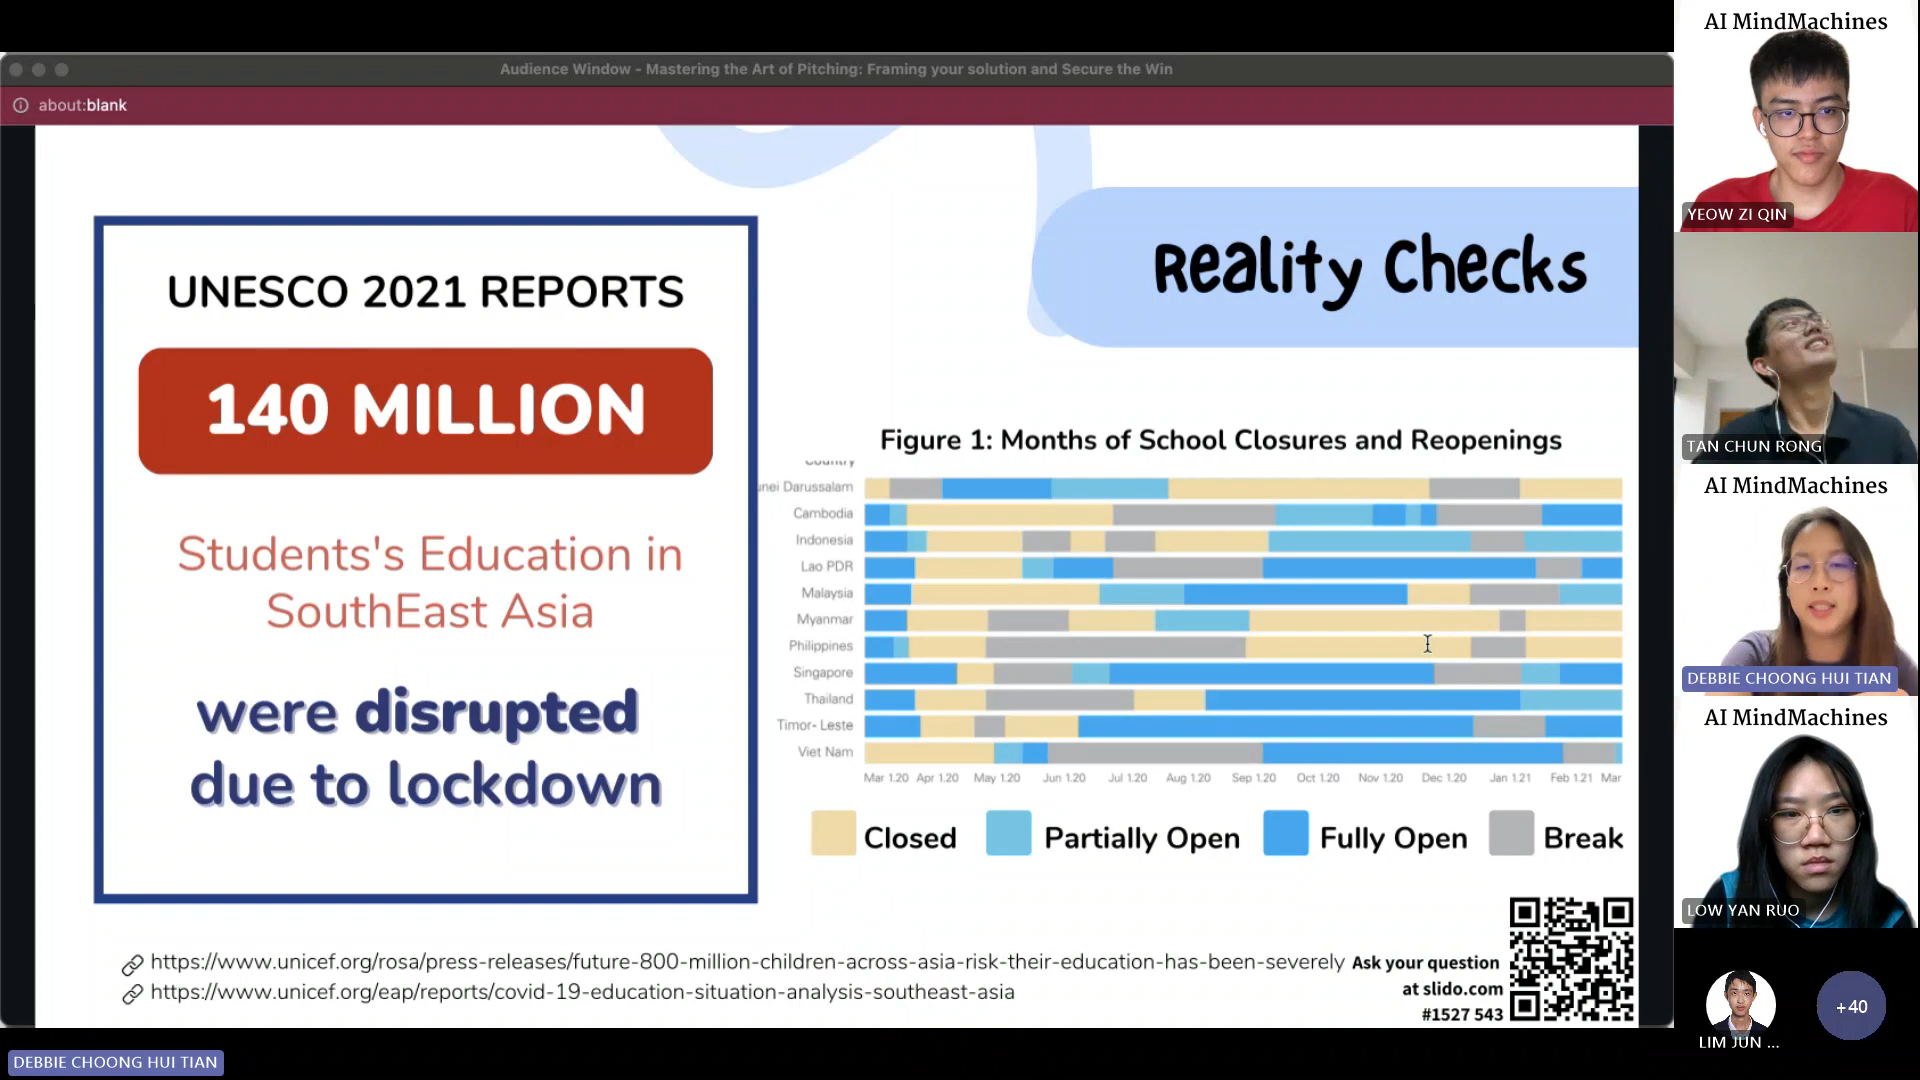 Audience Window - Mastering the Art of Pitching: Framing your solution and Secure the Win
about:blank
Reality Checks
UNESCO 2021 REPORTS
140 MILLION
Students's Education in
SouthEast Asia
were disrupted
due to lockdown
Figure 1: Months of School Closures and Reopenings
Country
unei Darussalam
Cambodia
Indonesia
Lao PDR
Malaysia
Myanmar
Philippines
Singapore
Thailand
Timor- Leste
Viet Nam
Mar 1.20 Apr 1.20 May 1.20 Jun 1.20 Jul 1.20 Aug 1.20 Sep 1.20 Oct 1.20 Nov 1.20 Dec 1.20 Jan 1.21 Feb 1.21 Mar
Closed Partially Open Fully Open Break
https://www.unicef.org/rosa/press-releases/future-800-million-children-across-asia-risk-their-education-has-been-severely
https://www.unicef.org/eap/reports/covid-19-education-situation-analysis-southeast-asia
Ask your question
at slido.com
#1527 543
DEBBIE CHOONG HUI TIAN
AI MindMachines
YEOW ZI QIN
TAN CHUN RONG
AI MindMachines
DEBBIE CHOONG HUI TIAN
AI MindMachines
LOW YAN RUO
LIM JUN ...
+40